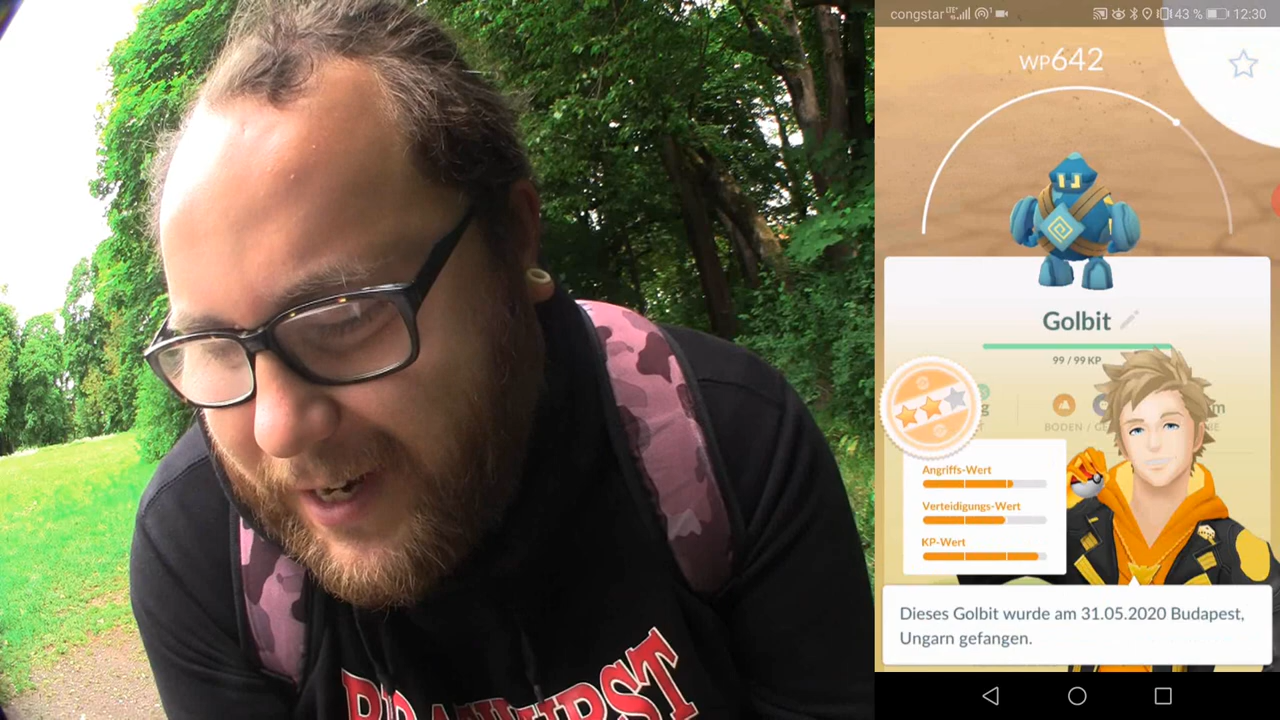 congstar 43 % 12:30
WP642
Golbit
99 / 99 KP
BODEN
Angriffs-Wert
Verteidigungs-Wert
KP-Wert
Dieses Golbit wurde am 31.05.2020 Budapest,
Ungarn gefangen.